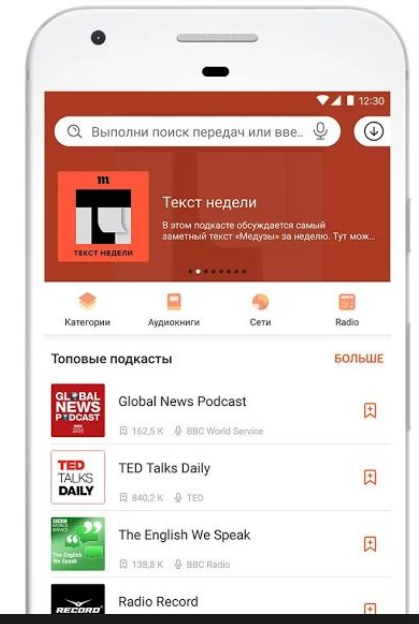 12:30
Выполни поиск передач или вве..
m
ТЕКСТ НЕДЕЛИ
Текст недели
В этом подкасте обсуждается самый
заметный текст «Медузы» за неделю. Тут мож...
Категории
Аудиокниги
Сети
Radio
Топовые подкасты
БОЛЬШЕ
GLOBAL
NEWS
PODCAST
BBC
Global News Podcast
162,5 K
BBC World Service
TED
TALKS
DAILY
TED Talks Daily
840,2 K
TED
The English
We Speak
The English We Speak
138,8 K
BBC Radio
RECORD
Radio Record